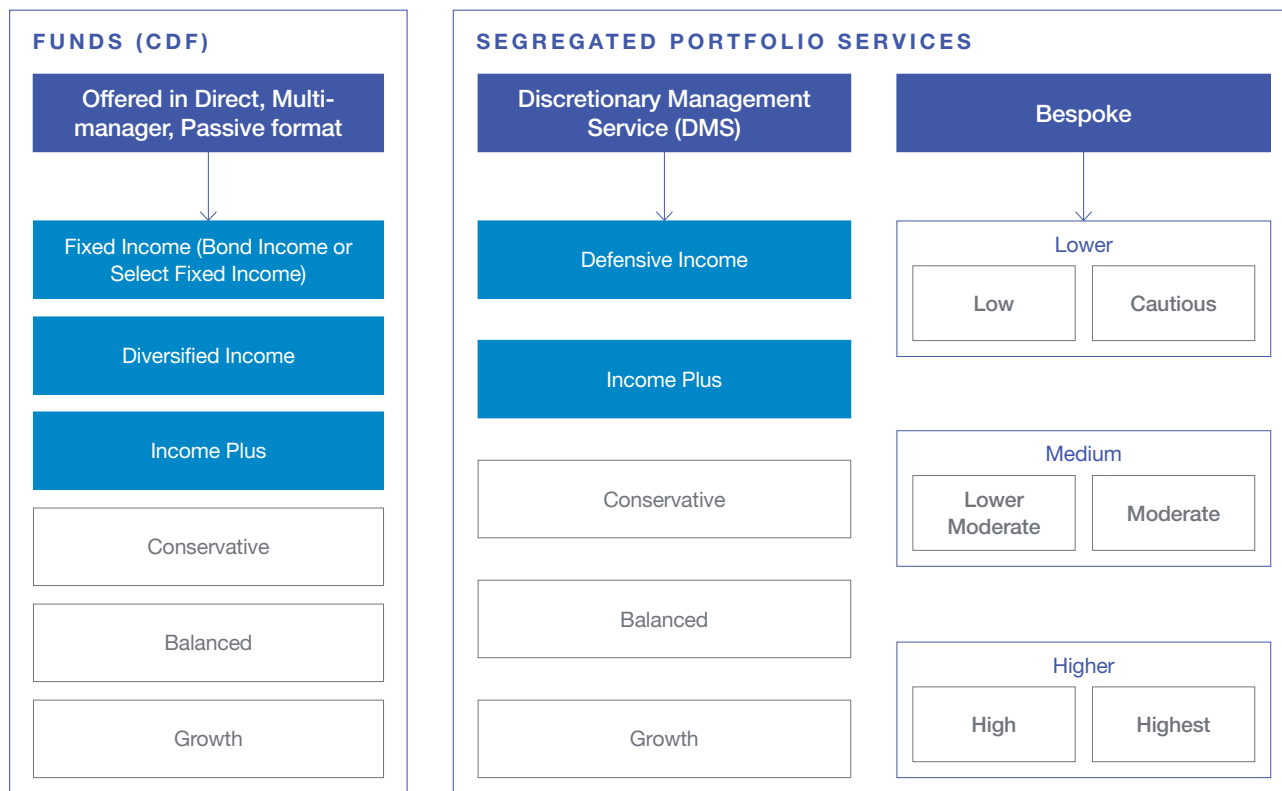 FUNDS (CDF)
Offered in Direct, Multi-
manager, Passive format
Fixed Income (Bond Income or
Select Fixed Income)
Diversified Income
Income Plus
Conservative
Balanced
Growth
SEGREGATED PORTFOLIO SERVICES
Discretionary Management
Service (DMS)
Defensive Income
Income Plus
Conservative
Balanced
Growth
Bespoke
Lower
Low
Cautious
Medium
Lower
Moderate
Moderate
Higher
High
Highest